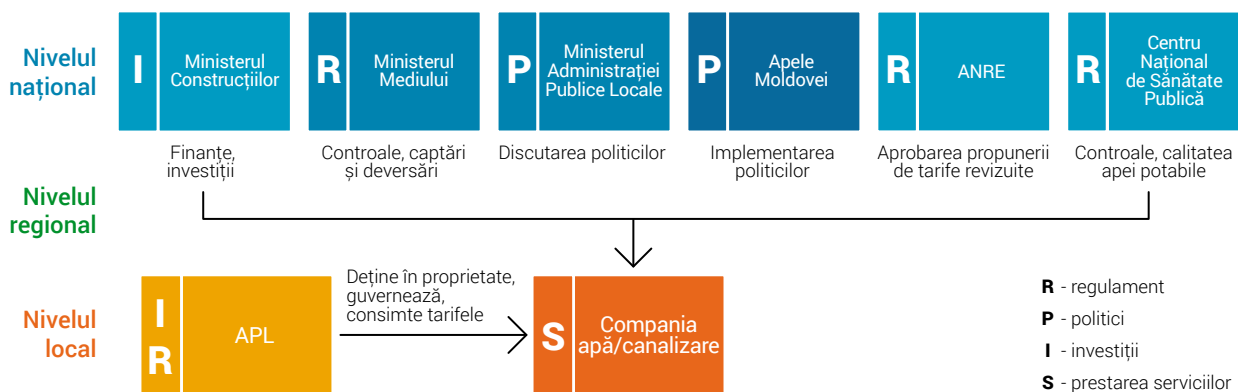 Nivelul
național
I
Ministerul
Construcțiilor
R
Ministerul
Mediului
P
Ministerul
Administrației
Publice Locale
P
Apele
Moldovei
R
ANRE
R
Centru
Național
de Sănătate
Publică
Finanțe,
investiții
Controale, captări
și deversări
Discutarea politicilor
Implementarea
politicilor
Aprobarea propunerii
de tarife revizuite
Controale, calitatea
apei potabile
Nivelul
regional
Nivelul
local
I
R
APL
Deține în proprietate,
guvernează,
consimte tarifele
S
Compania
apă/canalizare
R - regulament
P - politici
I - investiții
S - prestarea serviciilor